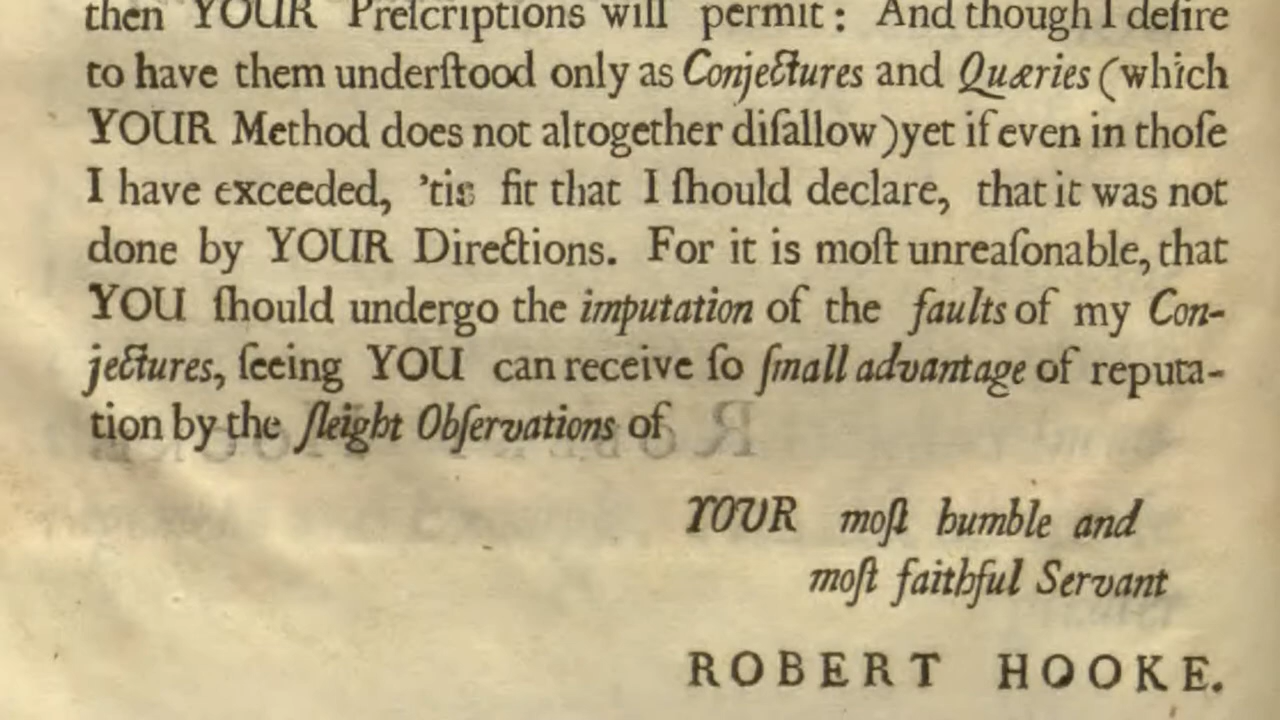 then YOUR Preſcriptions will permit: And though I deſire
to have them underſtood only as Conjectures and Quæries (which
YOUR Method does not altogether diſallow) yet if even in thoſe
I have exceeded, 'tis fit that I ſhould declare, that it was not
done by YOUR Directions. For it is moſt unreaſonable, that
YOU ſhould undergo the imputation of the faults of my Con-
jectures, ſeeing YOU can receive ſo ſmall advantage of reputa-
tion by the ſleight Obſervations of
YOUR moſt humble and
moſt faithful Servant
ROBERT HOOKE.